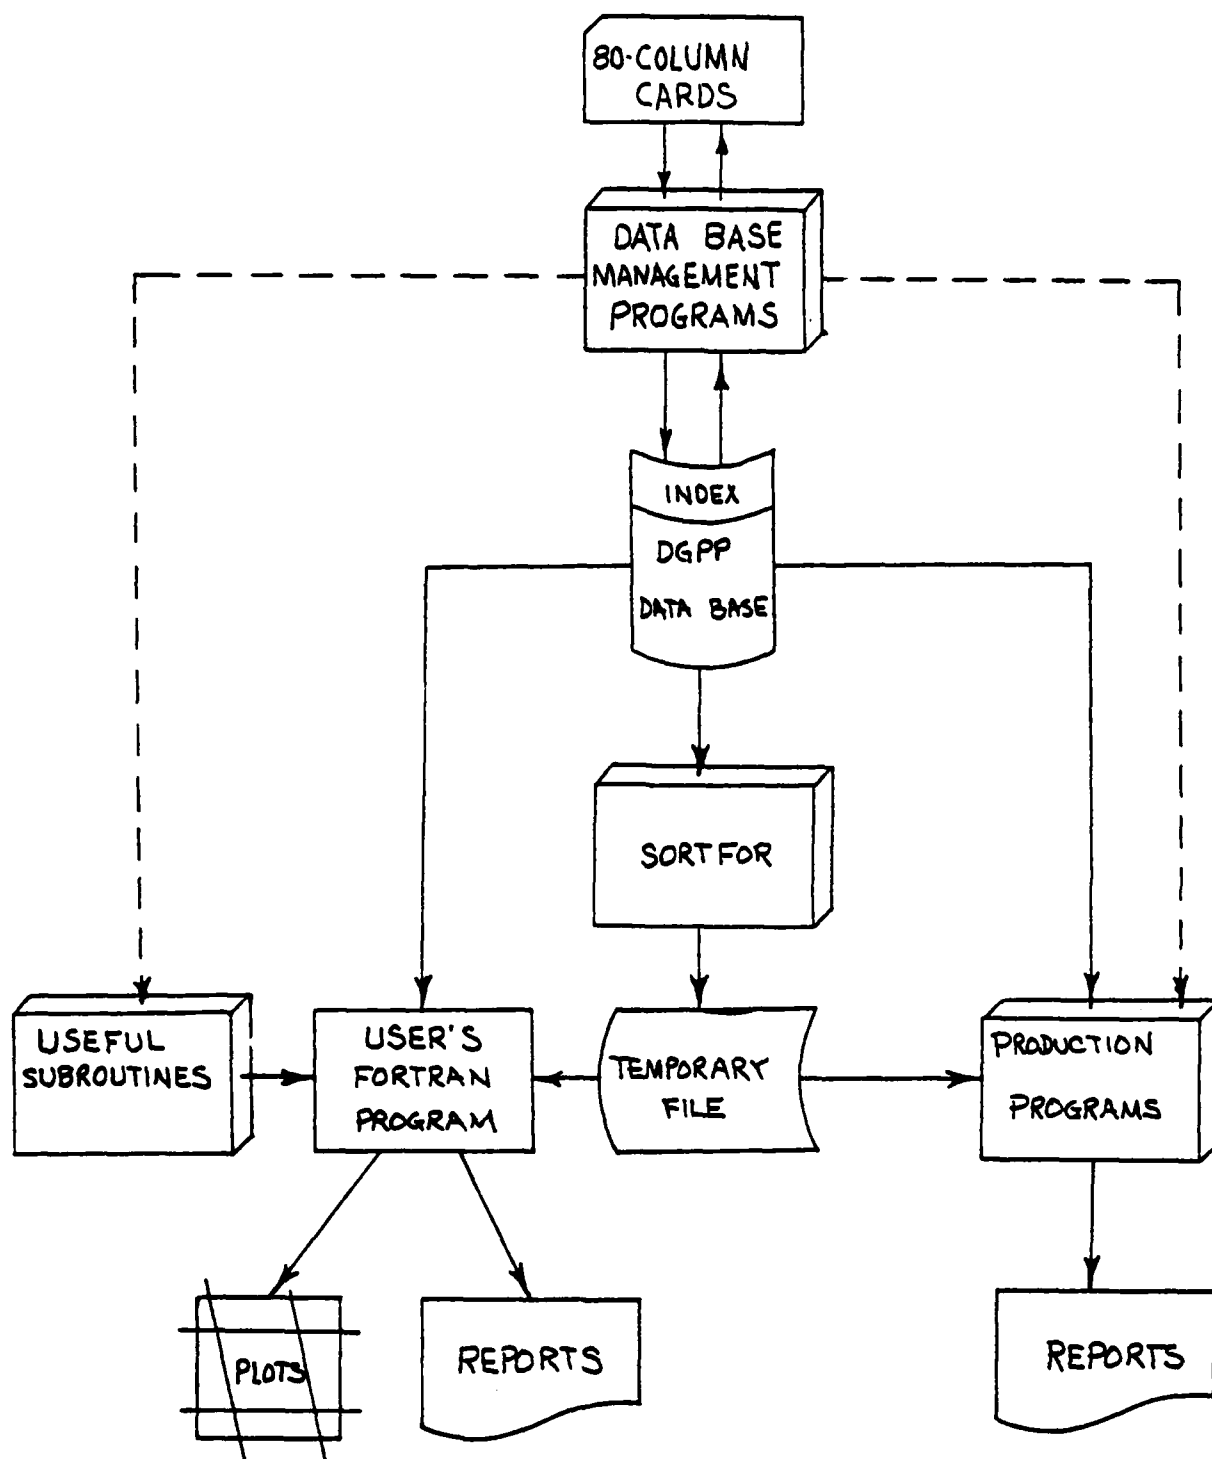 80-COLUMN
CARDS
DATA BASE
MANAGEMENT
PROGRAMS
INDEX
DGPP
DATA BASE
SORTFOR
USEFUL
SUBROUTINES
USER'S
FORTRAN
PROGRAM
TEMPORARY
FILE
PRODUCTION
PROGRAMS
PLOTS
REPORTS
REPORTS